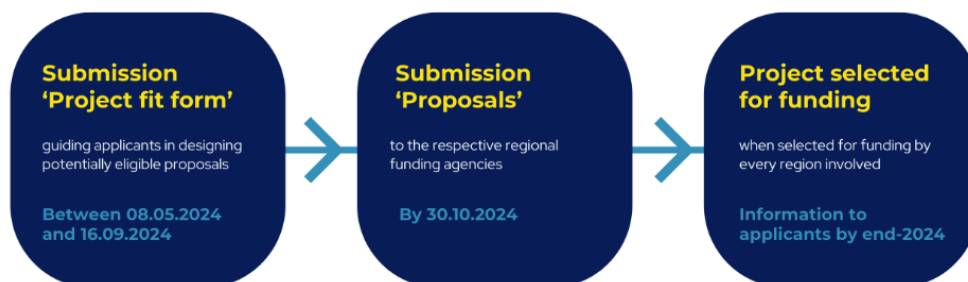 Submission
‘Project fit form’
guiding applicants in designing
potentially eligible proposals
Between 08.05.2024
and 16.09.2024
Submission
‘Proposals’
to the respective regional
funding agencies
By 30.10.2024
Project selected
for funding
when selected for funding by
every region involved
Information to
applicants by end-2024